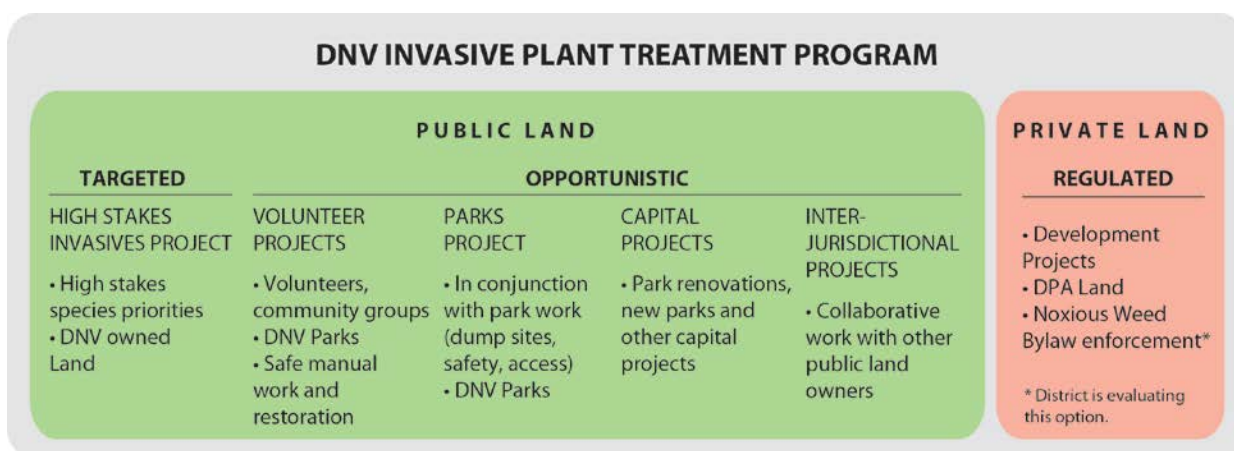 DNV INVASIVE PLANT TREATMENT PROGRAM
PUBLIC LAND
TARGETED
HIGH STAKES
INVASIVES PROJECT
• High stakes
species priorities
• DNV owned
Land
OPPORTUNISTIC
VOLUNTEER
PROJECTS
• Volunteers,
community groups
• DNV Parks
• Safe manual
work and
restoration
PARKS
PROJECT
• In conjunction
with park work
(dump sites,
safety, access)
• DNV Parks
CAPITAL
PROJECTS
• Park renovations,
new parks and
other capital
projects
INTER-
JURISDICTIONAL
PROJECTS
• Collaborative
work with other
public land
owners
PRIVATE LAND
REGULATED
• Development
Projects
• DPA Land
• Noxious Weed
Bylaw enforcement*
* District is evaluating
this option.